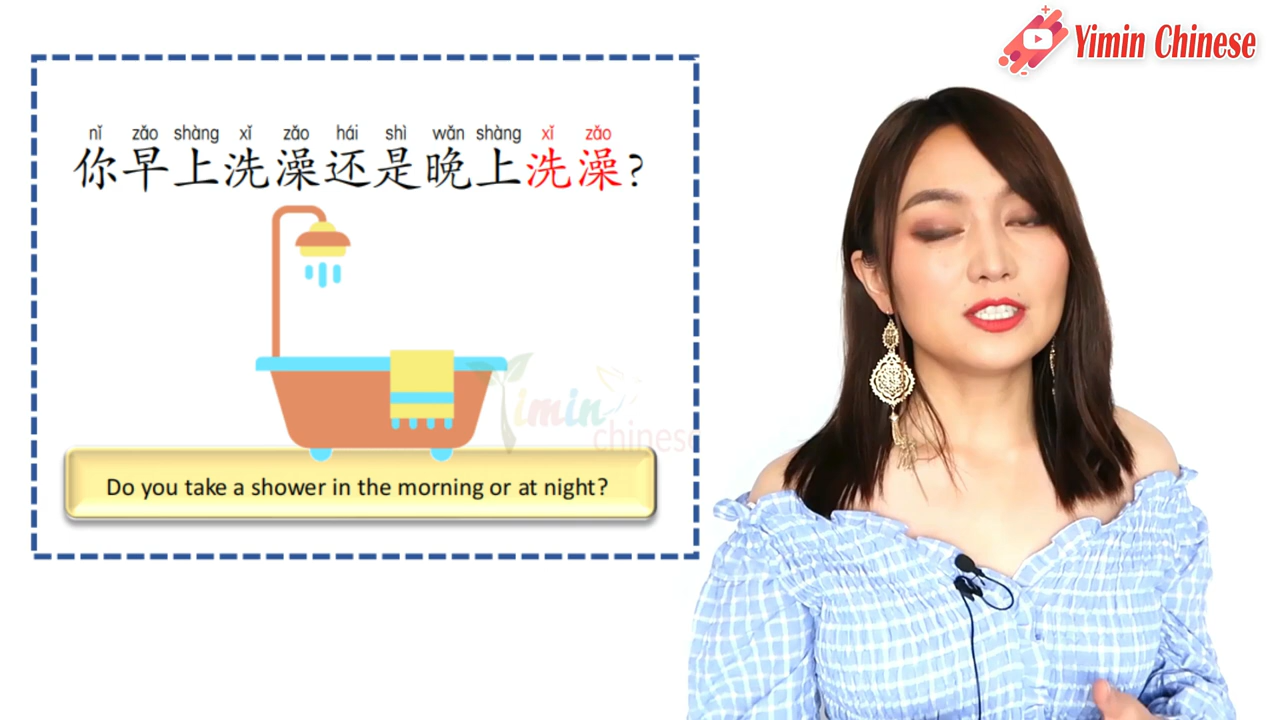 Yimin Chinese
nǐ zǎo shàng xǐ zǎo hái shì wǎn shàng xǐ zǎo
你早上洗澡还是晚上洗澡?
Yimin
chinese
Do you take a shower in the morning or at night?